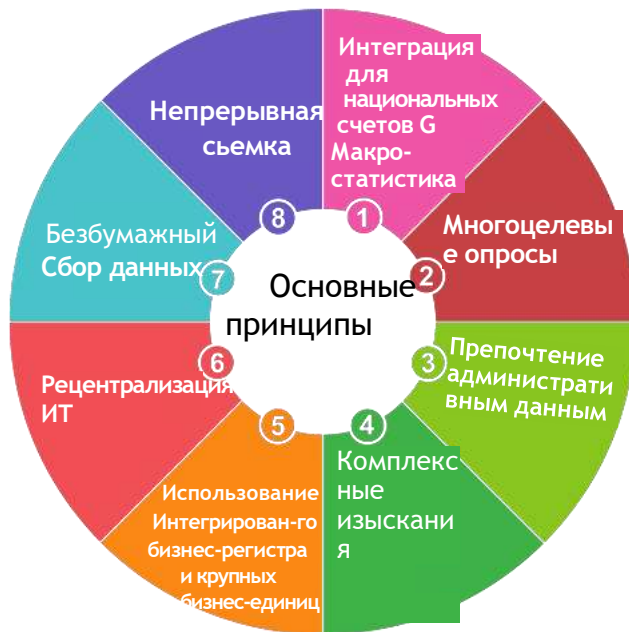 Основные
принципы
1
Интеграция
для
национальных
счетов G
Макро-
статистика
2
Многоцелевы
е опросы
3
Препочтение
административ
ивным данным
4
Комплекс
ные
изыскани
я
5
Использование
Интегрирован-го
бизнес-регистра
и крупных
бизнес-единиц
6
Рецентрализация
ИТ
7
Безбумажный
Сбор данных
8
Непрерывная
сьемка